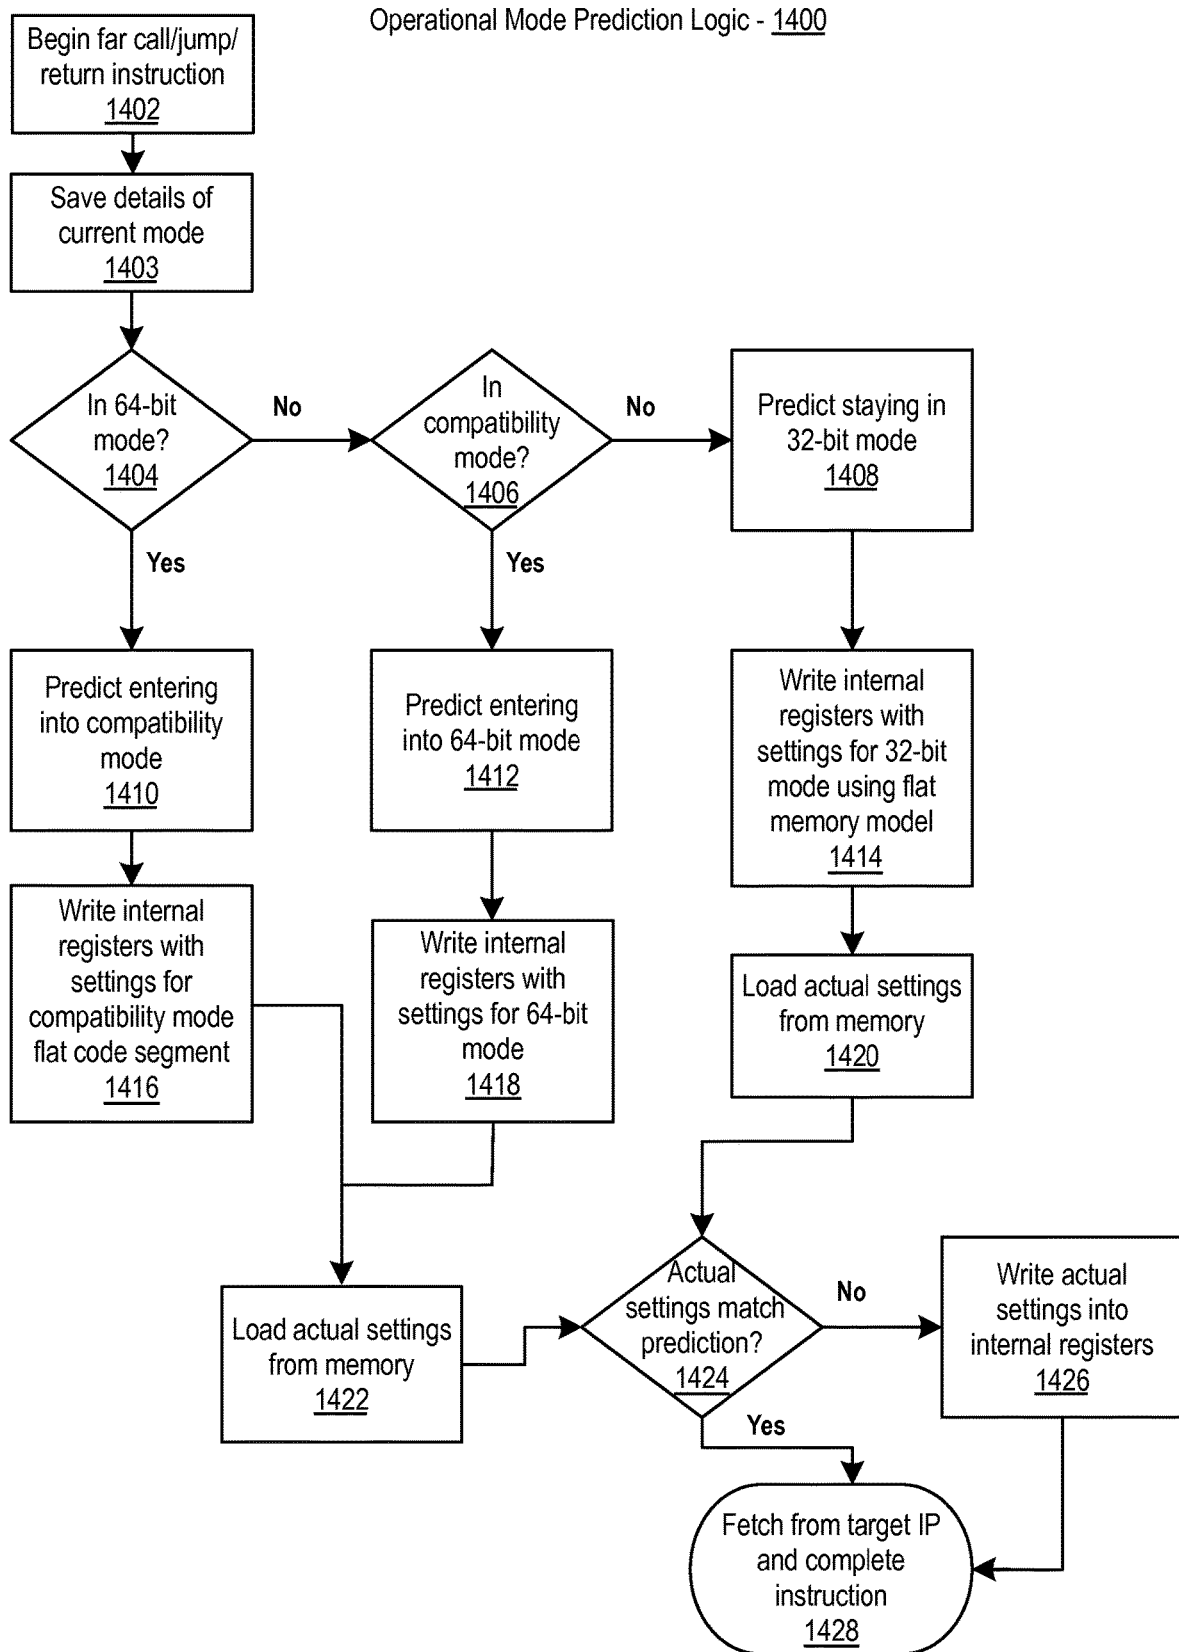 Operational Mode Prediction Logic - 1400
Begin far call/jump/
return instruction
1402
Save details of
current mode
1403
In 64-bit
mode?
1404
No
Yes
In
compatibility
mode?
1406
No
Yes
Predict staying in
32-bit mode
1408
Predict entering
into compatibility
mode
1410
Predict entering
into 64-bit mode
1412
Write internal
registers with
settings for 32-bit
mode using flat
memory model
1414
Write internal
registers with
settings for
compatibility mode
flat code segment
1416
Write internal
registers with
settings for 64-bit
mode
1418
Load actual settings
from memory
1420
Load actual settings
from memory
1422
Actual
settings match
prediction?
1424
No
Yes
Write actual
settings into
internal registers
1426
Fetch from target IP
and complete
instruction
1428